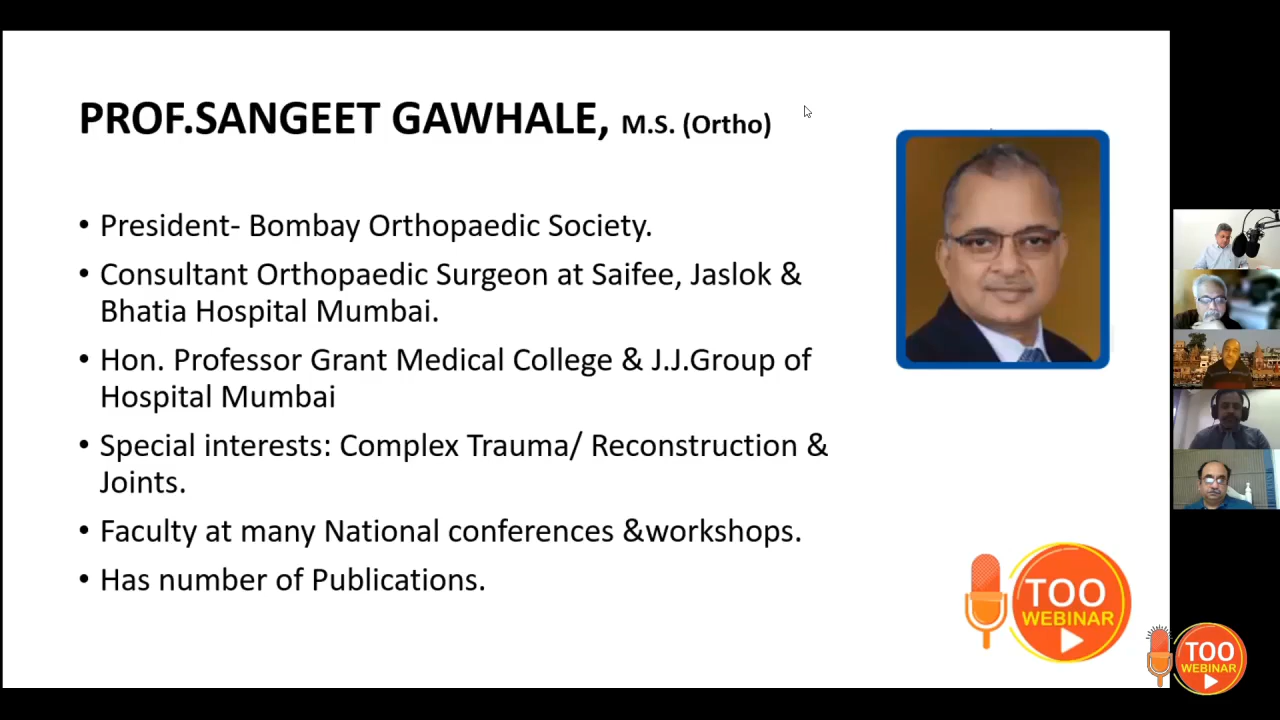 PROF.SANGEET GAWHALE, M.S. (Ortho)
• President- Bombay Orthopaedic Society.
• Consultant Orthopaedic Surgeon at Saifee, Jaslok &
Bhatia Hospital Mumbai.
• Hon. Professor Grant Medical College & J.J.Group of
Hospital Mumbai
• Special interests: Complex Trauma/ Reconstruction &
Joints.
• Faculty at many National conferences &workshops.
• Has number of Publications.
TOO
WEBINAR
TOO
WEBINAR